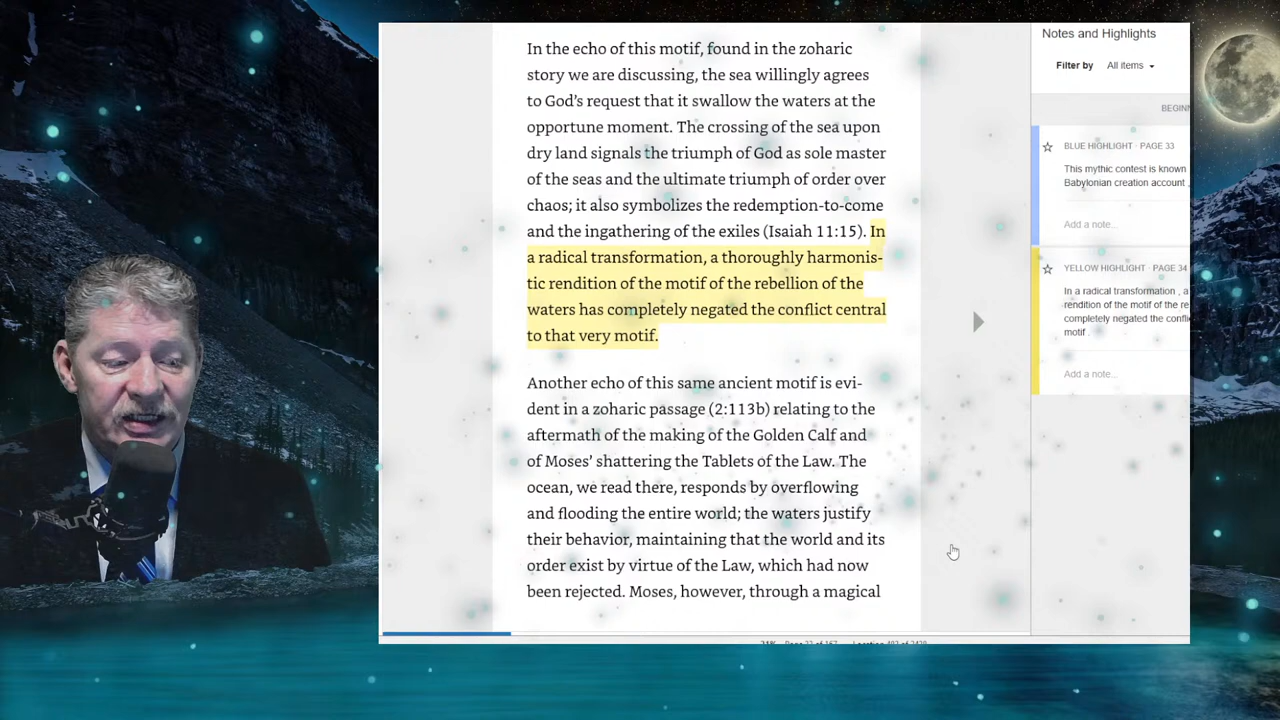 In the echo of this motif, found in the zoharic
story we are discussing, the sea willingly agrees
to God's request that it swallow the waters at the
opportune moment. The crossing of the sea upon
dry land signals the triumph of God as sole master
of the seas and the ultimate triumph of order over
chaos; it also symbolizes the redemption-to-come
and the ingathering of the exiles (Isaiah 11:15). In
a radical transformation, a thoroughly harmonis-
tic rendition of the motif of the rebellion of the
waters has completely negated the conflict central
to that very motif.
Another echo of this same ancient motif is evi-
dent in a zoharic passage (2:113b) relating to the
aftermath of the making of the Golden Calf and
of Moses' shattering the Tablets of the Law. The
ocean, we read there, responds by overflowing
and flooding the entire world; the waters justify
their behavior, maintaining that the world and its
order exist by virtue of the Law, which had now
been rejected. Moses, however, through a magical
Notes and Highlights
Filter by All items
BEGINN
BLUE HIGHLIGHT · PAGE 33
This mythic contest is known
Babylonian creation account
Add a note...
YELLOW HIGHLIGHT · PAGE 34
In a radical transformation , a
rendition of the motif of the re
completely negated the confli
motif .
Add a note...